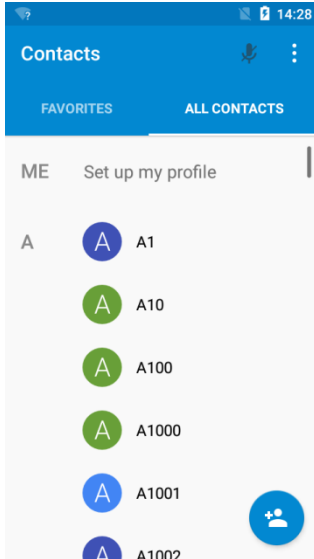 14:28
Contacts
FAVORITES ALL CONTACTS
ME Set up my profile
A
A A1
A A10
A A100
A A1000
A A1001
A A1002